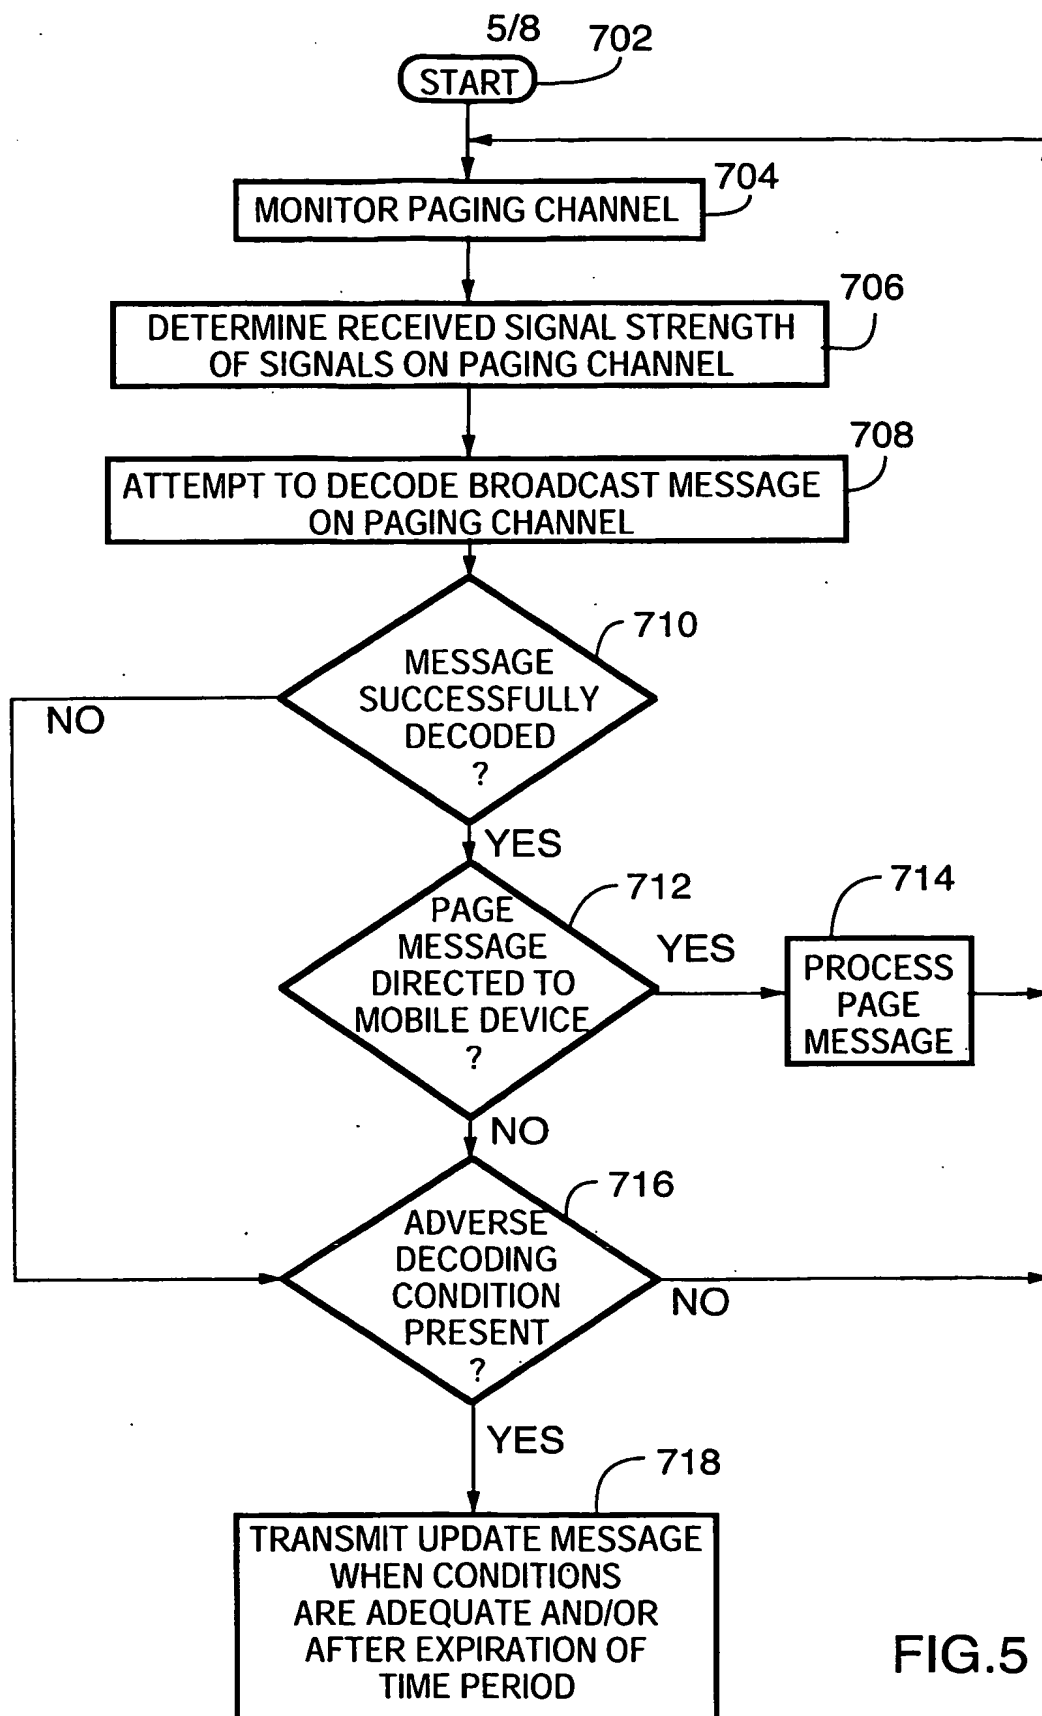 5/8
702
START
704
MONITOR PAGING CHANNEL
706
DETERMINE RECEIVED SIGNAL STRENGTH
OF SIGNALS ON PAGING CHANNEL
708
ATTEMPT TO DECODE BROADCAST MESSAGE
ON PAGING CHANNEL
710
MESSAGE
SUCCESSFULLY
DECODED
?
NO
YES
712
PAGE
MESSAGE
DIRECTED TO
MOBILE DEVICE
?
YES
714
PROCESS
PAGE
MESSAGE
NO
716
ADVERSE
DECODING
CONDITION
PRESENT
?
NO
YES
718
TRANSMIT UPDATE MESSAGE
WHEN CONDITIONS
ARE ADEQUATE AND/OR
AFTER EXPIRATION OF
TIME PERIOD
FIG.5